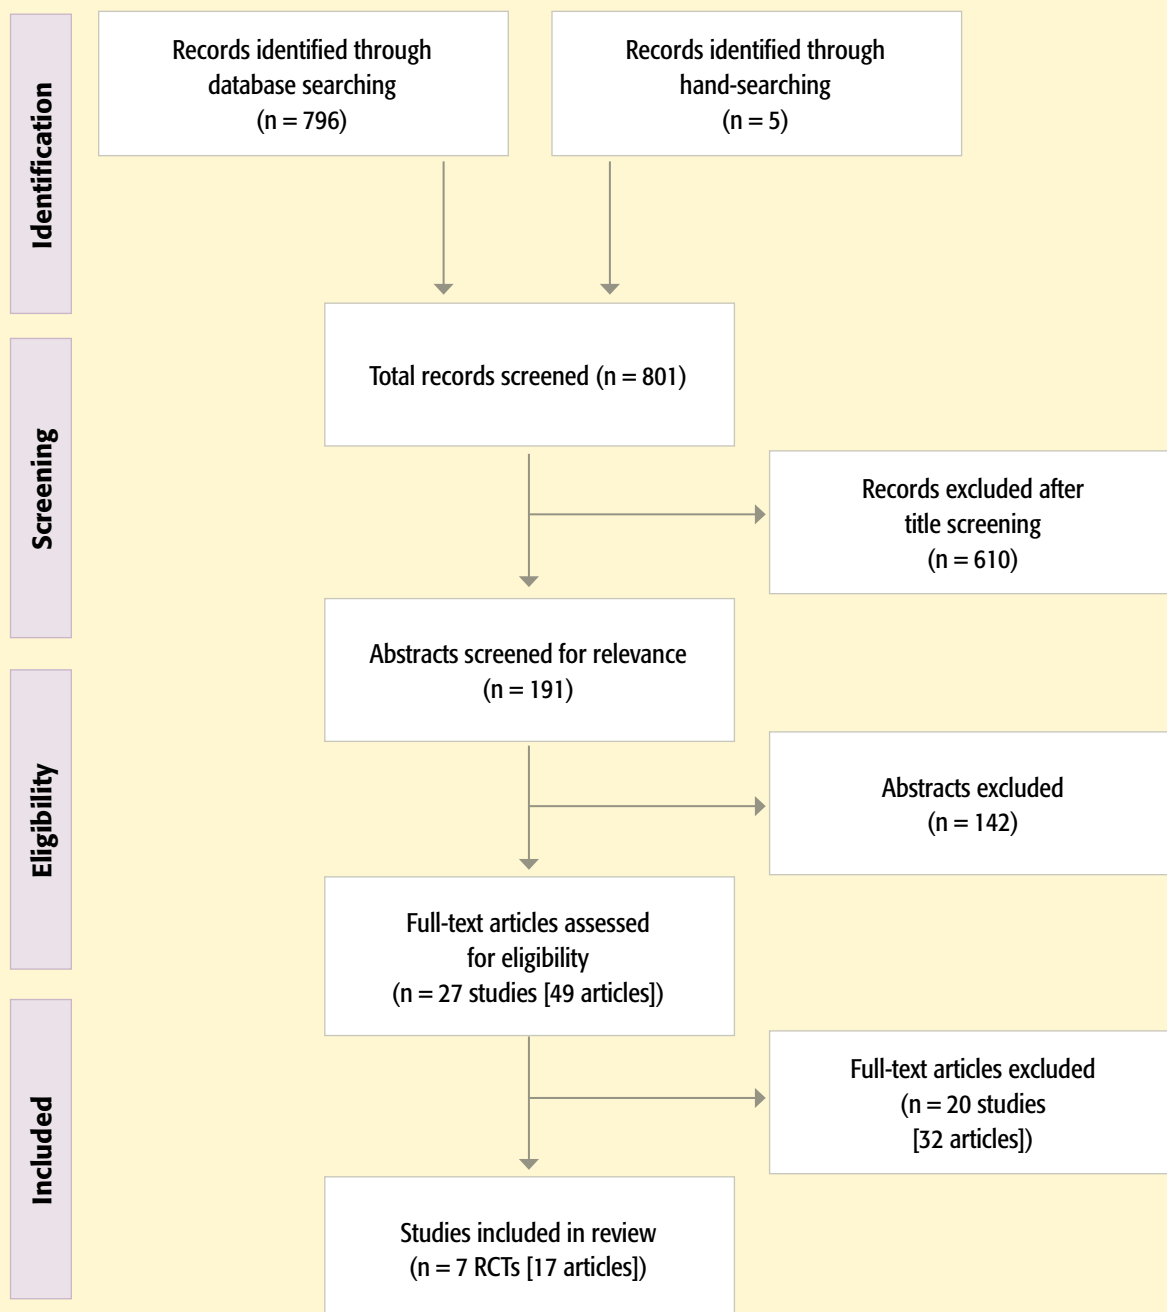 Identification
Records identified through
database searching
(n = 796)
Records identified through
hand-searching
(n = 5)
Screening
Total records screened (n = 801)
Records excluded after
title screening
(n = 610)
Abstracts screened for relevance
(n = 191)
Eligibility
Abstracts excluded
(n = 142)
Full-text articles assessed
for eligibility
(n = 27 studies [49 articles])
Included
Full-text articles excluded
(n = 20 studies
[32 articles])
Studies included in review
(n = 7 RCTs [17 articles])